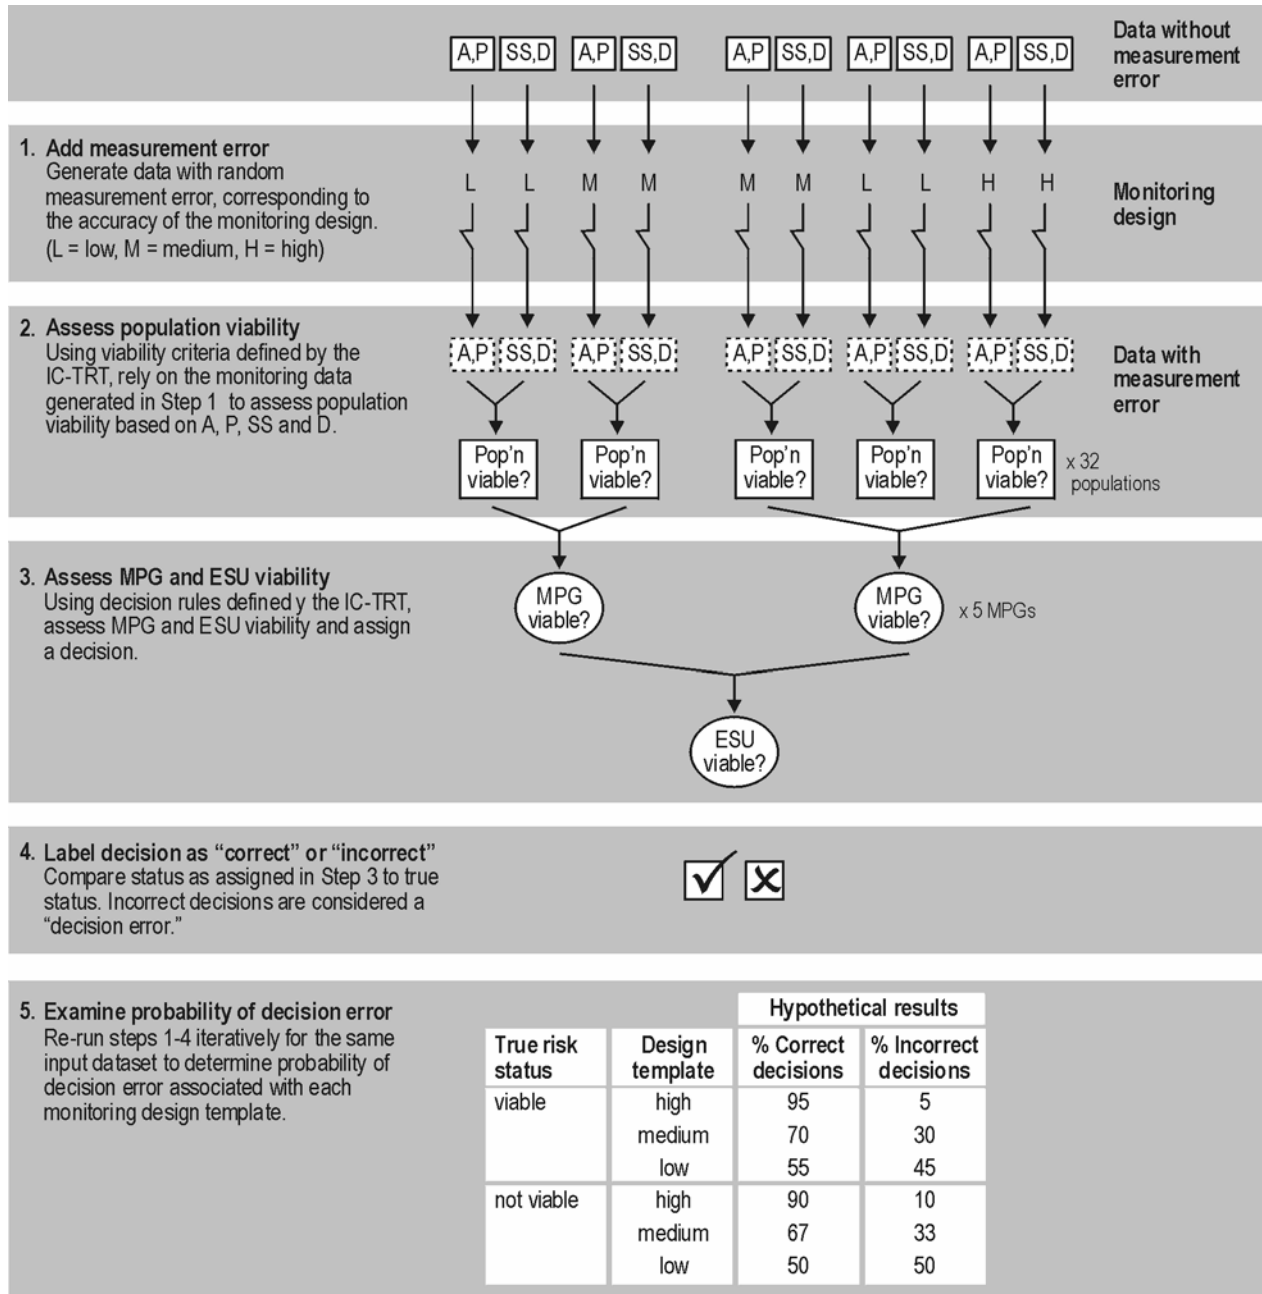 A,P SS,D A,P SS,D A,P SS,D A,P SS,D A,P SS,D
Data without
measurement
error
1. Add measurement error
Generate data with random
measurement error, corresponding to
the accuracy of the monitoring design.
(L = low, M = medium, H = high)
L L M M M M L L H H
Monitoring
design
2. Assess population viability
Using viability criteria defined by the
IC-TRT, rely on the monitoring data
generated in Step 1 to assess population
viability based on A, P, SS and D.
A,P SS,D A,P SS,D A,P SS,D A,P SS,D A,P SS,D
Data with
measurement
error
Pop'n
viable?
Pop'n
viable?
Pop'n
viable?
Pop'n
viable?
Pop'n
viable?
x 32
populations
3. Assess MPG and ESU viability
Using decision rules defined y the IC-TRT,
assess MPG and ESU viability and assign
a decision.
MPG
viable?
MPG
viable?
x 5 MPGs
ESU
viable?
4. Label decision as “correct” or “incorrect”
Compare status as assigned in Step 3 to true
status. Incorrect decisions are considered a
“decision error.”
5. Examine probability of decision error
Re-run steps 1-4 iteratively for the same
input dataset to determine probability of
decision error associated with each
monitoring design template.
Hypothetical results
True risk status Design template % Correct decisions % Incorrect decisions
viable high 95 5
medium 70 30
low 55 45
not viable high 90 10
medium 67 33
low 50 50